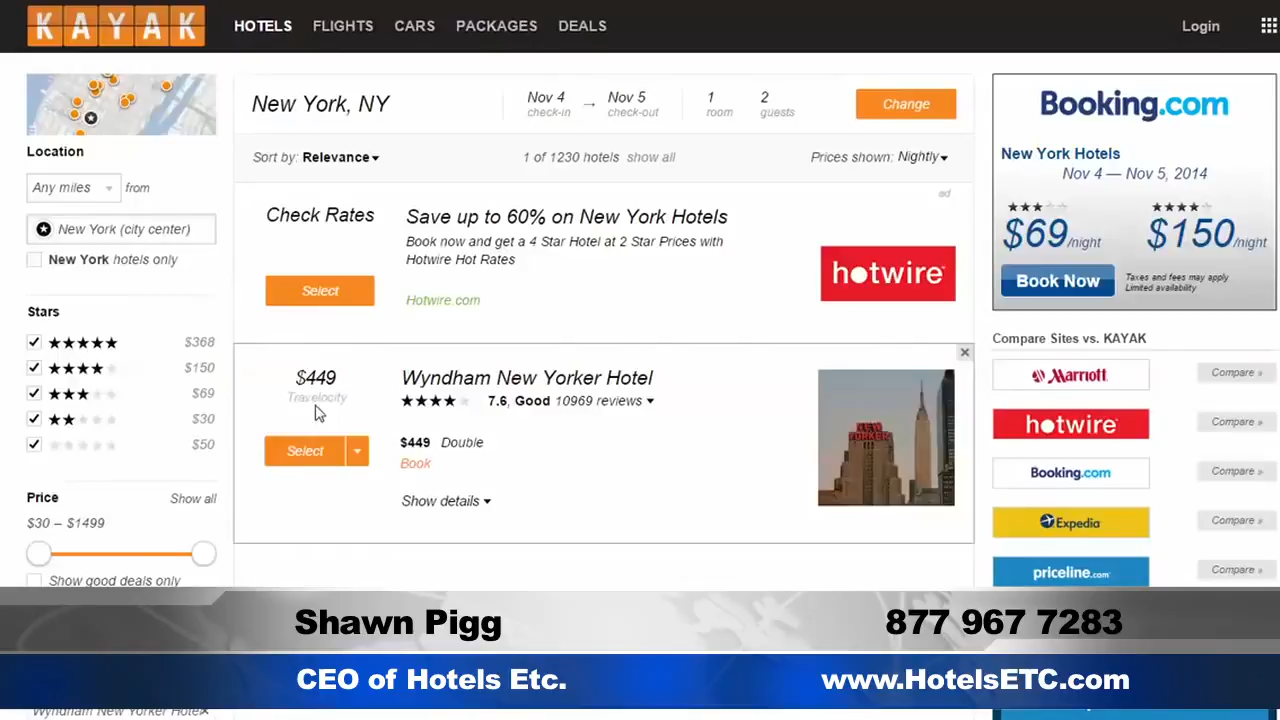 KAYAK
HOTELS FLIGHTS CARS PACKAGES DEALS
Login
Location
Any miles from
New York (city center)
New York hotels only
Stars
$368
$150
$69
$30
$50
Price Show all
$30 – $1499
Show good deals only
New York, NY
Nov 4 → Nov 5 1 2
check-in check-out room guests
Change
Sort by: Relevance
1 of 1230 hotels show all
Prices shown: Nightly
ad
Check Rates
Select
Save up to 60% on New York Hotels
Book now and get a 4 Star Hotel at 2 Star Prices with
Hotwire Hot Rates
Hotwire.com
hotwire
$449
Travelocity
Select
Wyndham New Yorker Hotel
7.6, Good 10969 reviews
$449 Double
Book
Show details
NEW
YORKER
Booking.com
New York Hotels
Nov 4 — Nov 5, 2014
$69/night $150/night
Book Now
Taxes and fees may apply
Limited availability
Compare Sites vs. KAYAK
Marriott Compare »
hotwire Compare »
Booking.com Compare »
Expedia Compare »
priceline.com Compare »
Shawn Pigg 877 967 7283
CEO of Hotels Etc. www.HotelsETC.com
Wyndham New Yorker Hote